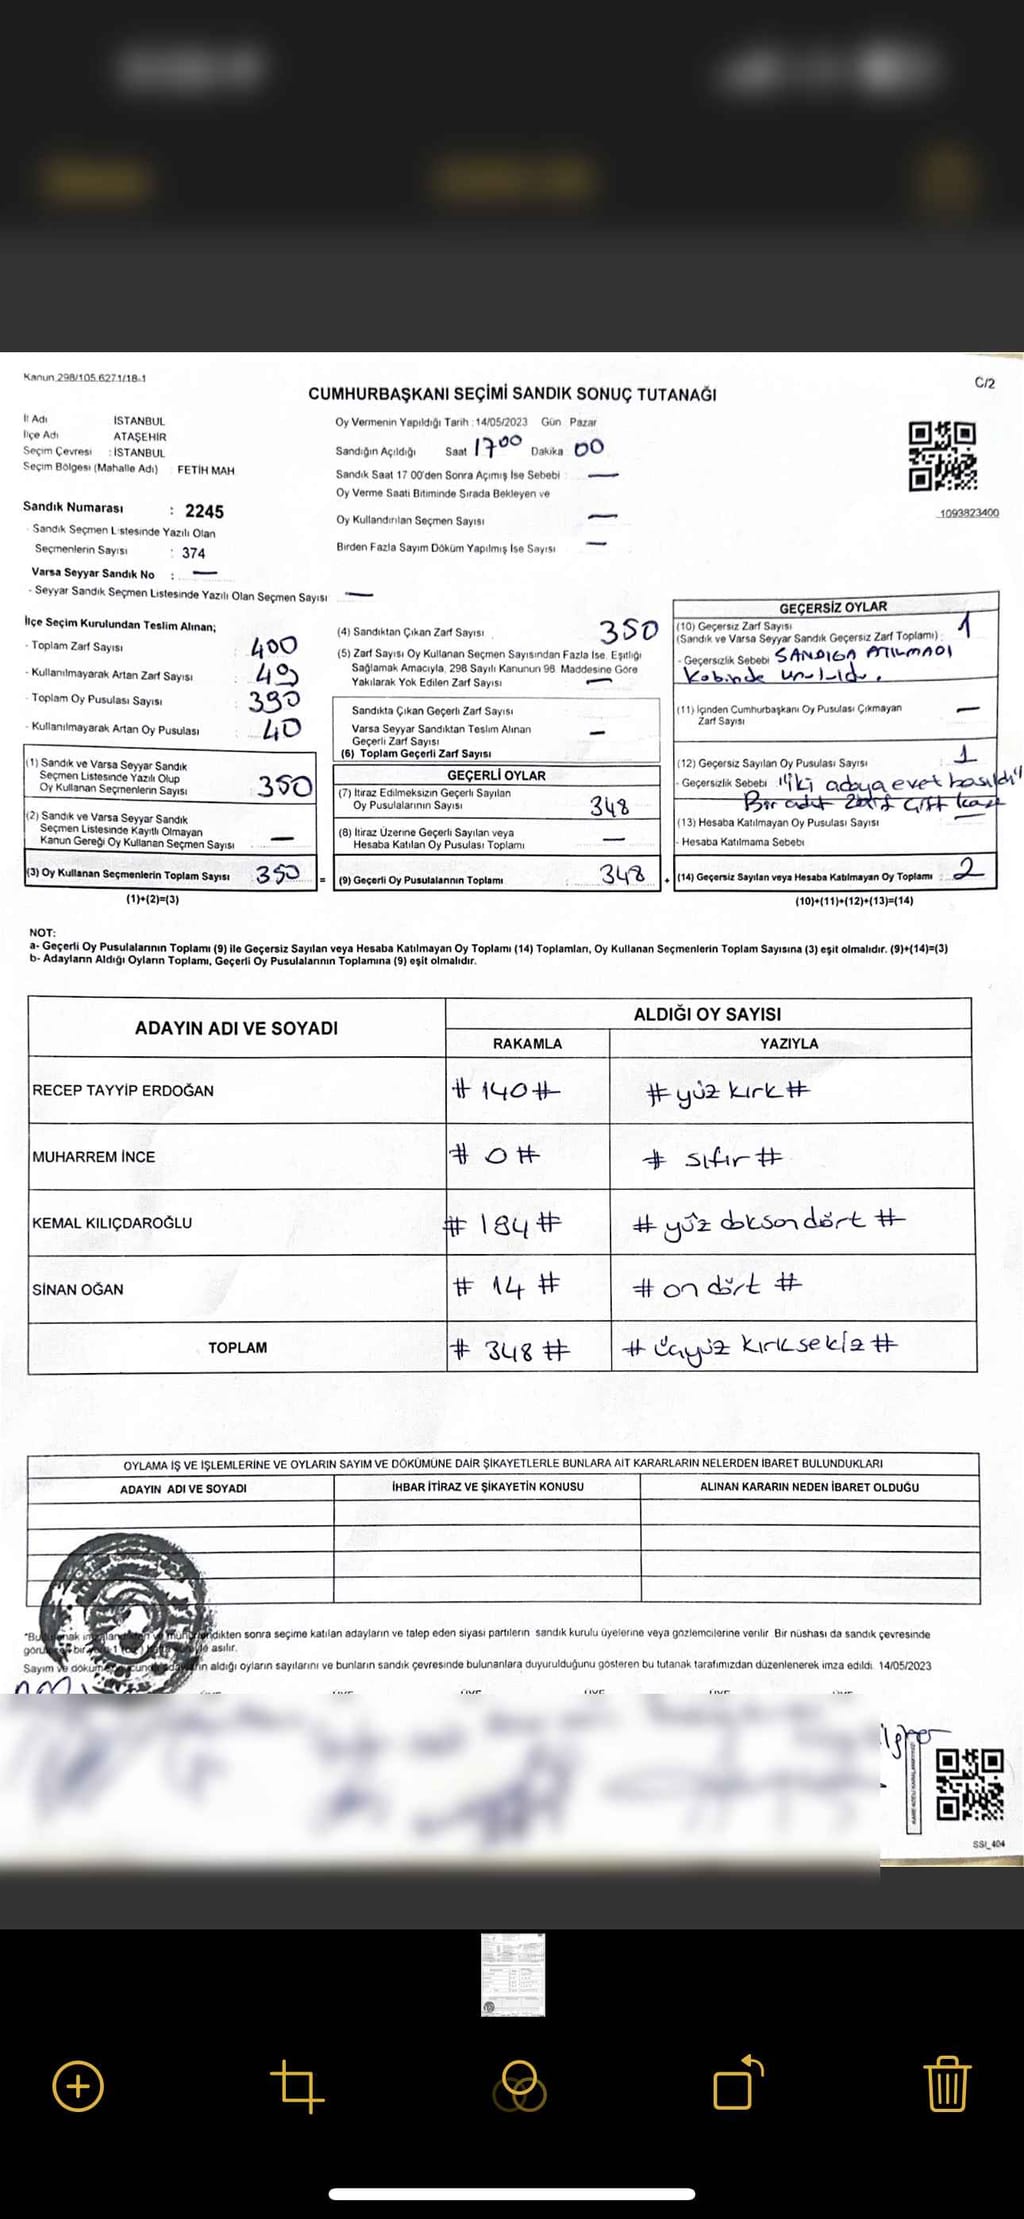 Kanun 298/105.6271/18-1
C/2
CUMHURBAŞKANI SEÇİMİ SANDIK SONUÇ TUTANAĞI
İl Adı İSTANBUL
İlçe Adı ATAŞEHİR
Seçim Çevresi : İSTANBUL
Seçim Bölgesi (Mahalle Adı) : FETİH MAH
Oy Vermenin Yapıldığı Tarih : 14/05/2023 Gün Pazar
Sandığın Açıldığı Saat 1700 Dakika 00
Sandık Saat 17 00'den Sonra Açımış İse Sebebi : —
Oy Verme Saati Bitiminde Sırada Bekleyen ve
Oy Kullandırılan Seçmen Sayısı —
Birden Fazla Sayım Döküm Yapılmış İse Sayısı —
1093823400
Sandık Numarası : 2245
- Sandık Seçmen Listesinde Yazılı Olan
Seçmenlerin Sayısı : 374
Varsa Seyyar Sandık No : —
- Seyyar Sandık Seçmen Listesinde Yazılı Olan Seçmen Sayısı —
İlçe Seçim Kurulundan Teslim Alınan;
- Toplam Zarf Sayısı : 400
- Kullanılmayarak Artan Zarf Sayısı : 49
- Toplam Oy Pusulası Sayısı : 390
- Kullanılmayarak Artan Oy Pusulası : 40
(1) Sandık ve Varsa Seyyar Sandık
Seçmen Listesinde Yazılı Olup
Oy Kullanan Seçmenlerin Sayısı : 350
(2) Sandık ve Varsa Seyyar Sandık
Seçmen Listesinde Kayıtlı Olmayan
Kanun Gereği Oy Kullanan Seçmen Sayısı : —
(3) Oy Kullanan Seçmenlerin Toplam Sayısı : 350 =
(1)+(2)=(3)
(4) Sandıktan Çıkan Zarf Sayısı 350
(5) Zarf Sayısı Oy Kullanan Seçmen Sayısından Fazla İse, Eşitliği
Sağlamak Amacıyla, 298 Sayılı Kanunun 98. Maddesine Göre
Yakılarak Yok Edilen Zarf Sayısı —
Sandıkta Çıkan Geçerli Zarf Sayısı
Varsa Seyyar Sandıktan Teslim Alınan
Geçerli Zarf Sayısı —
(6) Toplam Geçerli Zarf Sayısı
GEÇERLİ OYLAR
(7) İtiraz Edilmeksizin Geçerli Sayılan
Oy Pusulalarının Sayısı 348
(8) İtiraz Üzerine Geçerli Sayılan veya
Hesaba Katılan Oy Pusulası Toplamı —
(9) Geçerli Oy Pusulalarının Toplamı : 348 +
GEÇERSİZ OYLAR
(10) Geçersiz Zarf Sayısı 1
(Sandık ve Varsa Seyyar Sandık Geçersiz Zarf Toplamı) :
- Geçersizlik Sebebi SANDIGA ATILMADI
Kabinde unutuldu.
(11) İçinden Cumhurbaşkanı Oy Pusulası Çıkmayan
Zarf Sayısı —
(12) Geçersiz Sayılan Oy Pusulası Sayısı 1
- Geçersizlik Sebebi "iki adaya evet basıldı"
Bir adet zarf çift kaşe
(13) Hesaba Katılmayan Oy Pusulası Sayısı —
- Hesaba Katılmama Sebebi
(14) Geçersiz Sayılan veya Hesaba Katılmayan Oy Toplamı : 2
(10)+(11)+(12)+(13)=(14)
NOT:
a- Geçerli Oy Pusulalarının Toplamı (9) ile Geçersiz Sayılan veya Hesaba Katılmayan Oy Toplamı (14) Toplamları, Oy Kullanan Seçmenlerin Toplam Sayısına (3) eşit olmalıdır. (9)+(14)=(3)
b- Adayların Aldığı Oyların Toplamı, Geçerli Oy Pusulalarının Toplamına (9) eşit olmalıdır.
ADAYIN ADI VE SOYADI
ALDIĞI OY SAYISI
RAKAMLA YAZIYLA
RECEP TAYYİP ERDOĞAN # 140 # # yüz kırk #
MUHARREM İNCE # 0 # # sıfır #
KEMAL KILIÇDAROĞLU # 194 # # yüz doksan dört #
SİNAN OĞAN # 14 # # on dört #
TOPLAM # 348 # # üçyüz kırk sekiz #
OYLAMA İŞ VE İŞLEMLERİNE VE OYLARIN SAYIM VE DÖKÜMÜNE DAİR ŞİKAYETLERLE BUNLARA AİT KARARLARIN NELERDEN İBARET BULUNDUKLARI
ADAYIN ADI VE SOYADI İHBAR İTİRAZ VE ŞİKAYETİN KONUSU ALINAN KARARIN NEDEN İBARET OLDUĞU
sonra seçime katılan adayların ve talep eden siyasi partilerin sandık kurulu üyelerine veya gözlemcilerine verilir. Bir nüshası da sandık çevresinde
asılır.
Sayım ve aldığı oyların sayılarını ve bunların sandık çevresinde bulunanlara duyurulduğunu gösteren bu tutanak tarafımızdan düzenlenerek imza edildi. 14/05/2023
SSI_404